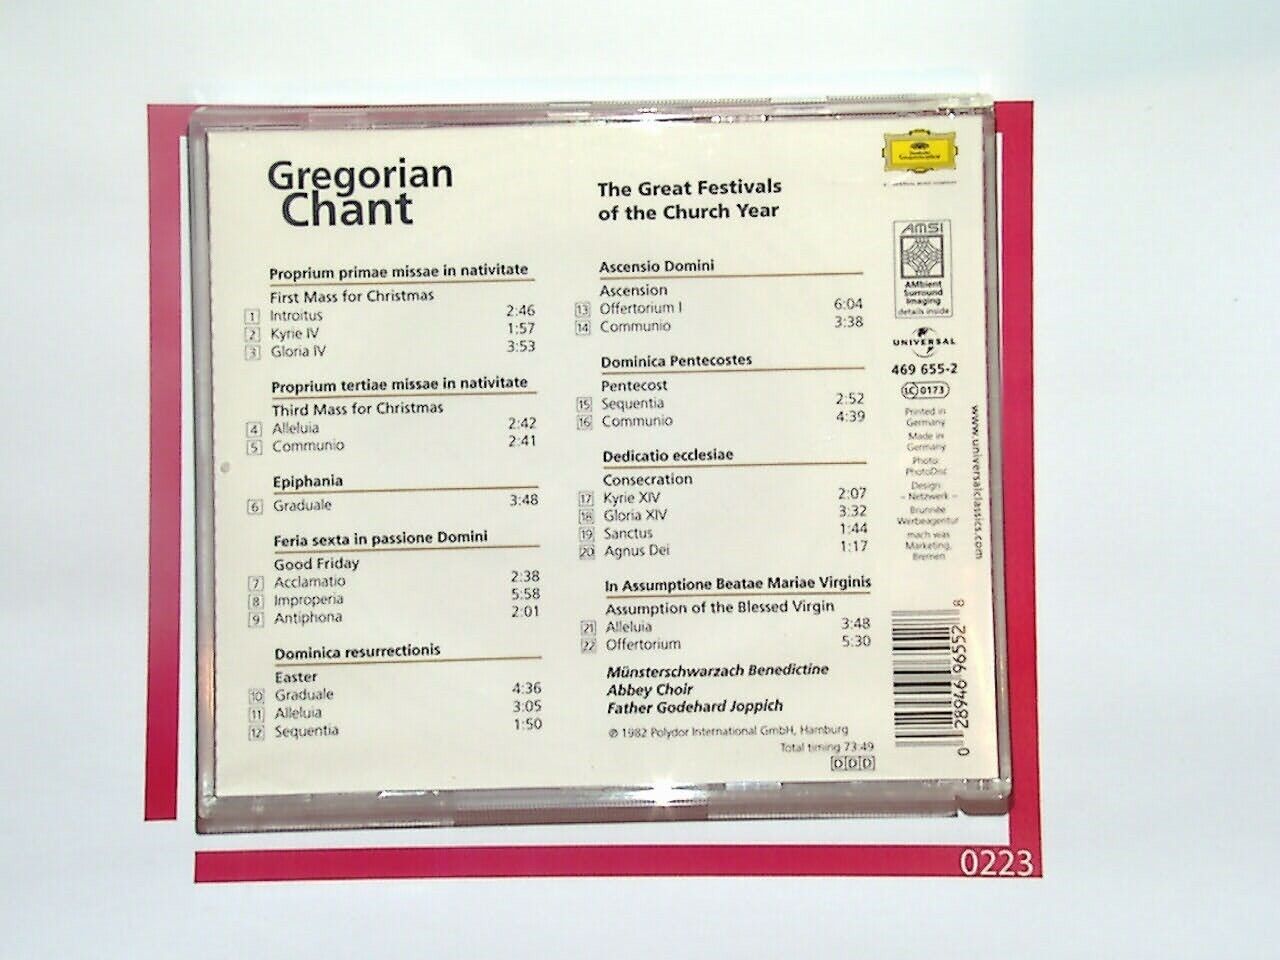 Gregorian
Chant
Proprium primae missae in nativitate
First Mass for Christmas
1 Introitus 2:46
2 Kyrie IV 1:57
3 Gloria IV 3:53
Proprium tertiae missae in nativitate
Third Mass for Christmas
4 Alleluia 2:42
5 Communio 2:41
Epiphania
6 Graduale 3:48
Feria sexta in passione Domini
Good Friday
7 Acclamatio 2:38
8 Improperia 5:58
9 Antiphona 2:01
Dominica resurrectionis
Easter
10 Graduale 4:36
11 Alleluia 3:05
12 Sequentia 1:50
The Great Festivals
of the Church Year
Ascensio Domini
Ascension
13 Offertorium I 6:04
14 Communio 3:38
Dominica Pentecostes
Pentecost
15 Sequentia 2:52
16 Communio 4:39
Dedicatio ecclesiae
Consecration
17 Kyrie XIV 2:07
18 Gloria XIV 3:32
19 Sanctus 1:44
20 Agnus Dei 1:17
In Assumptione Beatae Mariae Virginis
Assumption of the Blessed Virgin
21 Alleluia 3:48
22 Offertorium 5:30
Münsterschwarzach Benedictine
Abbey Choir
Father Godehard Joppich
℗ 1982 Polydor International GmbH, Hamburg
Total timing 73:49
DDD
Deutsche
Grammophon
AMSI
AMbient
Surround
Imaging
details inside
UNIVERSAL
469 655-2
LC 0173
Printed in
Germany
Made in
Germany
Photo:
PhotoDisc
Design:
– Netzwerk –
Brunnée
Werbeagentur
mach was
Marketing,
Bremen
www.universalclassics.com
0 28946 96552 8
0223